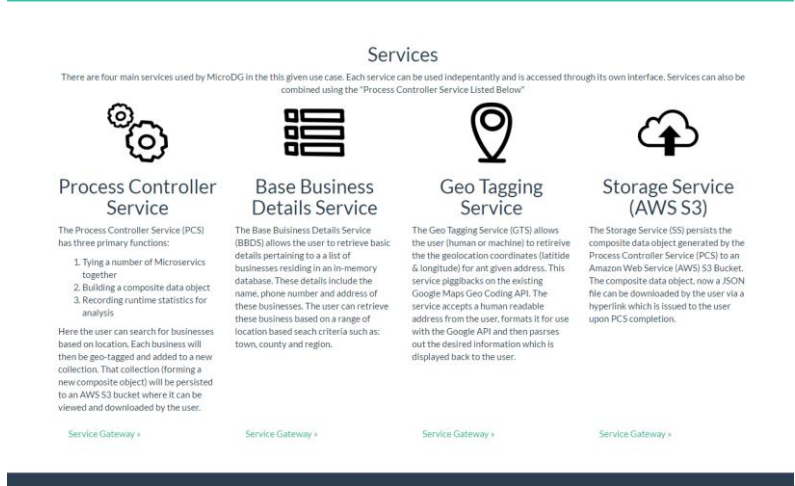 Services
There are four main services used by MicroDG in the this given use case. Each service can be used indepentantly and is accessed through its own interface. Services can also be
combined using the "Process Controller Service Listed Below"
Process Controller
Service
The Process Controller Service (PCS)
has three primary functions:
1. Tying a number of Microservics
together
2. Building a composite data object
3. Recording runtime statistics for
analysis
Here the user can search for businesses
based on location. Each business will
then be geo-tagged and added to a new
collection. That collection (forming a
new composite object) will be persisted
to an AWS S3 bucket where it can be
viewed and downloaded by the user.
Service Gateway »
Base Business
Details Service
The Base Buisiness Details Service
(BBDS) allows the user to retrieve basic
details pertaining to a a list of
businesses residing in an in-memory
database. These details include the
name, phone number and address of
these businesses. The user can retrieve
these business based on a range of
location based seach criteria such as:
town, county and region.
Service Gateway »
Geo Tagging
Service
The Geo Tagging Service (GTS) allows
the user (human or machine) to retireive
the the geolocation coordinates (latitide
& longitude) for ant given address. This
service piggibacks on the existing
Google Maps Geo Coding API. The
service accepts a human readable
address from the user, formats it for use
with the Google API and then pasrses
out the desired information which is
displayed back to the user.
Service Gateway »
Storage Service
(AWS S3)
The Storage Service (SS) persists the
composite data object generated by the
Process Controller Service (PCS) to an
Amazon Web Service (AWS) S3 Bucket.
The composite data object, now a JSON
file can be downloaded by the user via a
hyperlink which is issued to the user
upon PCS completion.
Service Gateway »